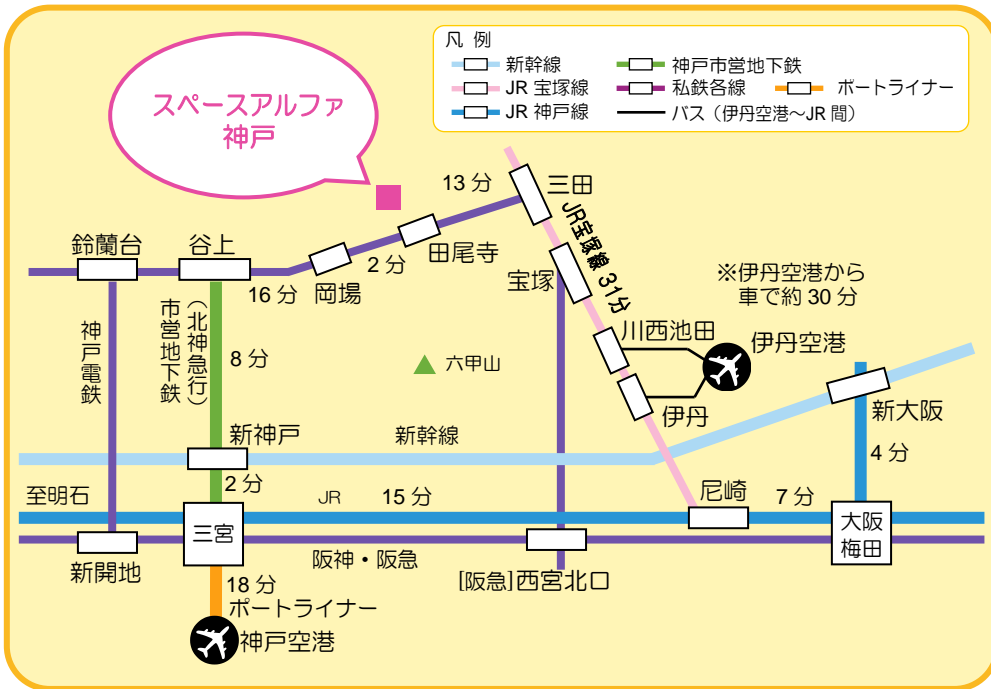 凡 例
新幹線
神戸市営地下鉄
JR 宝塚線
私鉄各線
ポートライナー
JR 神戸線
バス（伊丹空港～JR 間）
スペースアルファ
神戸
13 分
三田
JR宝塚線 31分
鈴蘭台
谷上
田尾寺
2 分
岡場
16 分
宝塚
※伊丹空港から
車で約 30 分
神戸電鉄
市営地下鉄
（北神急行）
8 分
六甲山
川西池田
伊丹空港
伊丹
新大阪
新神戸
新幹線
4 分
2 分
至明石
JR
15 分
尼崎
7 分
三宮
大阪
梅田
新開地
阪神・阪急
[阪急]西宮北口
18 分
ポートライナー
神戸空港